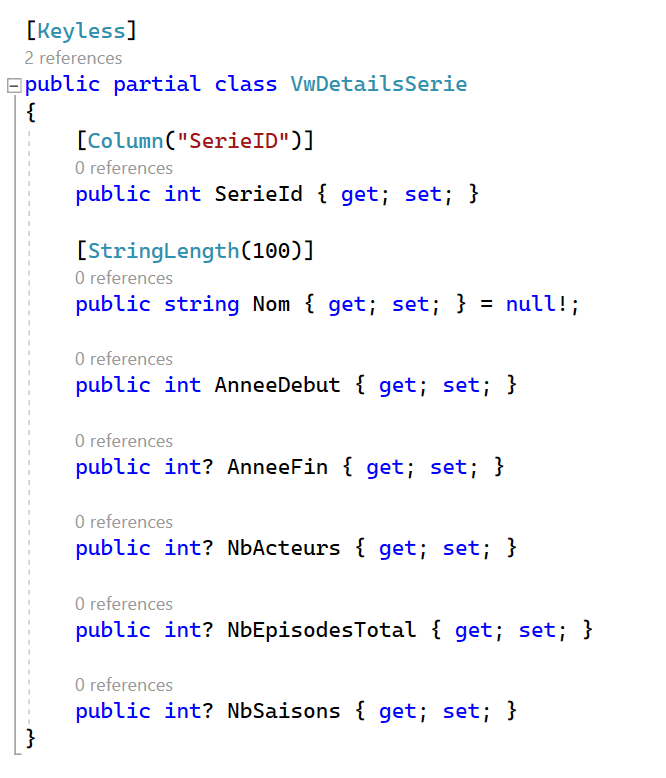 [Keyless]
2 references
public partial class VwDetailsSerie
{
[Column("SerieID")]
0 references
public int SerieId { get; set; }
[StringLength(100)]
0 references
public string Nom { get; set; } = null!;
0 references
public int AnneeDebut { get; set; }
0 references
public int? AnneeFin { get; set; }
0 references
public int? NbActeurs { get; set; }
0 references
public int? NbEpisodesTotal { get; set; }
0 references
public int? NbSaisons { get; set; }
}